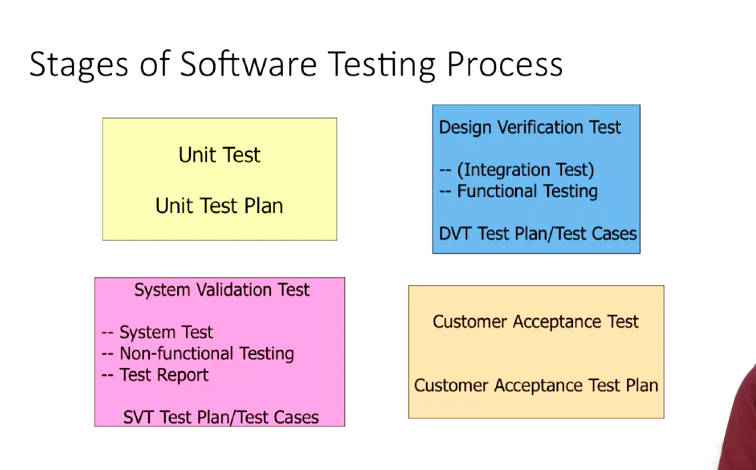 Stages of Software Testing Process
Unit Test
Unit Test Plan
Design Verification Test
-- (Integration Test)
-- Functional Testing
DVT Test Plan/Test Cases
System Validation Test
-- System Test
-- Non-functional Testing
-- Test Report
SVT Test Plan/Test Cases
Customer Acceptance Test
Customer Acceptance Test Plan